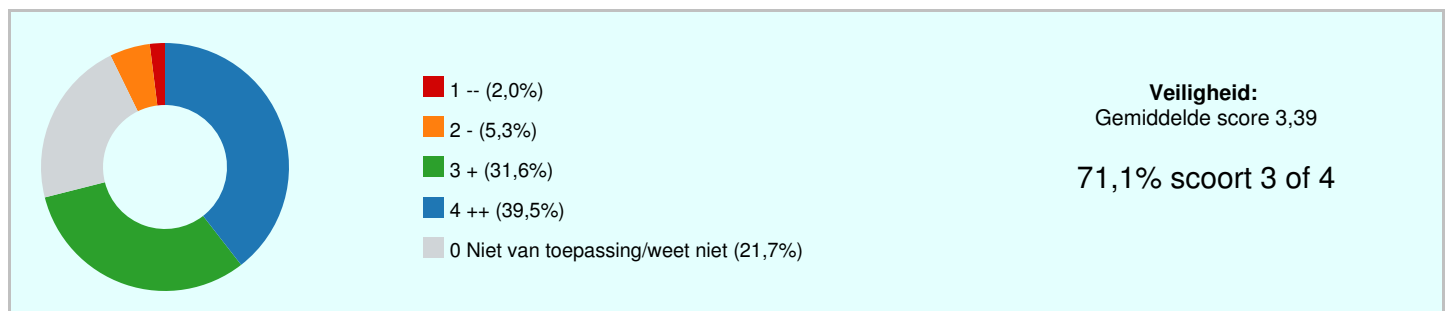 1 -- (2,0%)
2 - (5,3%)
3 + (31,6%)
4 ++ (39,5%)
0 Niet van toepassing/weet niet (21,7%)
Veiligheid:
Gemiddelde score 3,39
71,1% scoort 3 of 4